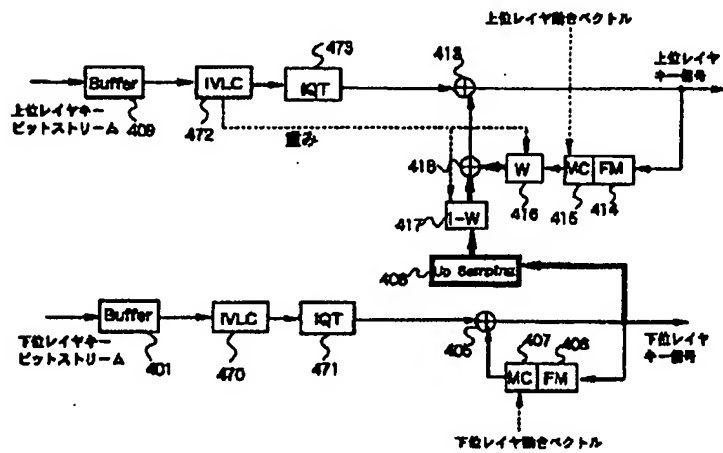 上位レイヤ動きベクトル
473
413
Buffer
IVLC
IQT
上位レイヤ
キー信号
上位レイヤキー
ビットストリーム
409
472
重み
418
W
MC
FM
416
415
414
417
1-W
Up Sampling
Buffer
IVLC
IQT
下位レイヤキー
ビットストリーム
401
470
471
405
407
下位レイヤ
キー信号
MC
FM
下位レイヤ動きベクトル